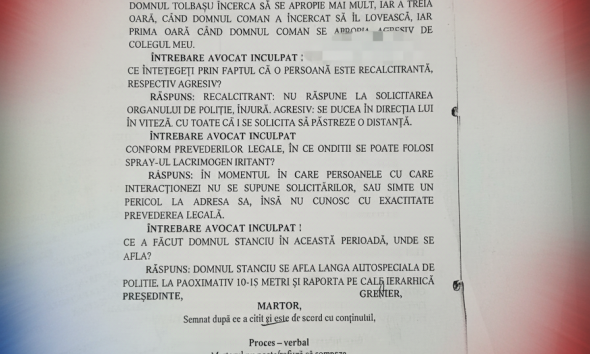 DOMNUL TOLBAȘU ÎNCERCA SĂ SE APROPIE MAI MULT, IAR A TREIA
OARĂ, CÂND DOMNUL COMAN A ÎNCERCAT SĂ ÎL LOVEASCĂ, IAR
PRIMA OARĂ CÂND DOMNUL COMAN SE APROPIA AGRESIV DE
COLEGUL MEU.
ÎNTREBARE AVOCAT INCULPAT :
CE ÎNTEȚEGEȚI PRIN FAPTUL CĂ O PERSOANĂ ESTE RECALCITRANTĂ,
RESPECTIV AGRESIV?
RĂSPUNS: RECALCITRANT: NU RĂSPUNE LA SOLICITAREA
ORGANULUI DE POLIȚIE, ÎNJURĂ. AGRESIV: SE DUCEA ÎN DIRECȚIA LUI
ÎN VITEZĂ. CU TOATE CĂ I SE SOLICITA SĂ PĂSTREZE O DISTANȚĂ.
ÎNTREBARE AVOCAT INCULPAT
CONFORM PREVEDERILOR LEGALE, ÎN CE ONDITII SE POATE FOLOSI
SPRAY-UL LACRIMOGEN IRITANT?
RĂSPUNS: ÎN MOMENTUL ÎN CARE PERSOANELE CU CARE
INTERACȚIONEZI NU SE SUPUNE SOLICITĂRILOR, SAU SIMTE UN
PERICOL LA ADRESA SA, ÎNSĂ NU CUNOSC CU EXACTITATE
PREVEDEREA LEGALĂ.
ÎNTREBARE AVOCAT INCULPAT !
CE A FĂCUT DOMNUL STANCIU ÎN ACEASTĂ PERIOADĂ, UNDE SE
AFLA?
RĂSPUNS: DOMNUL STANCIU SE AFLA LANGA AUTOSPECIALA DE
POLITIE, LA PAOXIMATIV 10-15 METRI ȘI RAPORTA PE CALE IERARHICĂ
PREȘEDINTE, GREFIER,
MARTOR,
Semnat după ce a citit și este de scord cu conținutul,
Proces – verbal